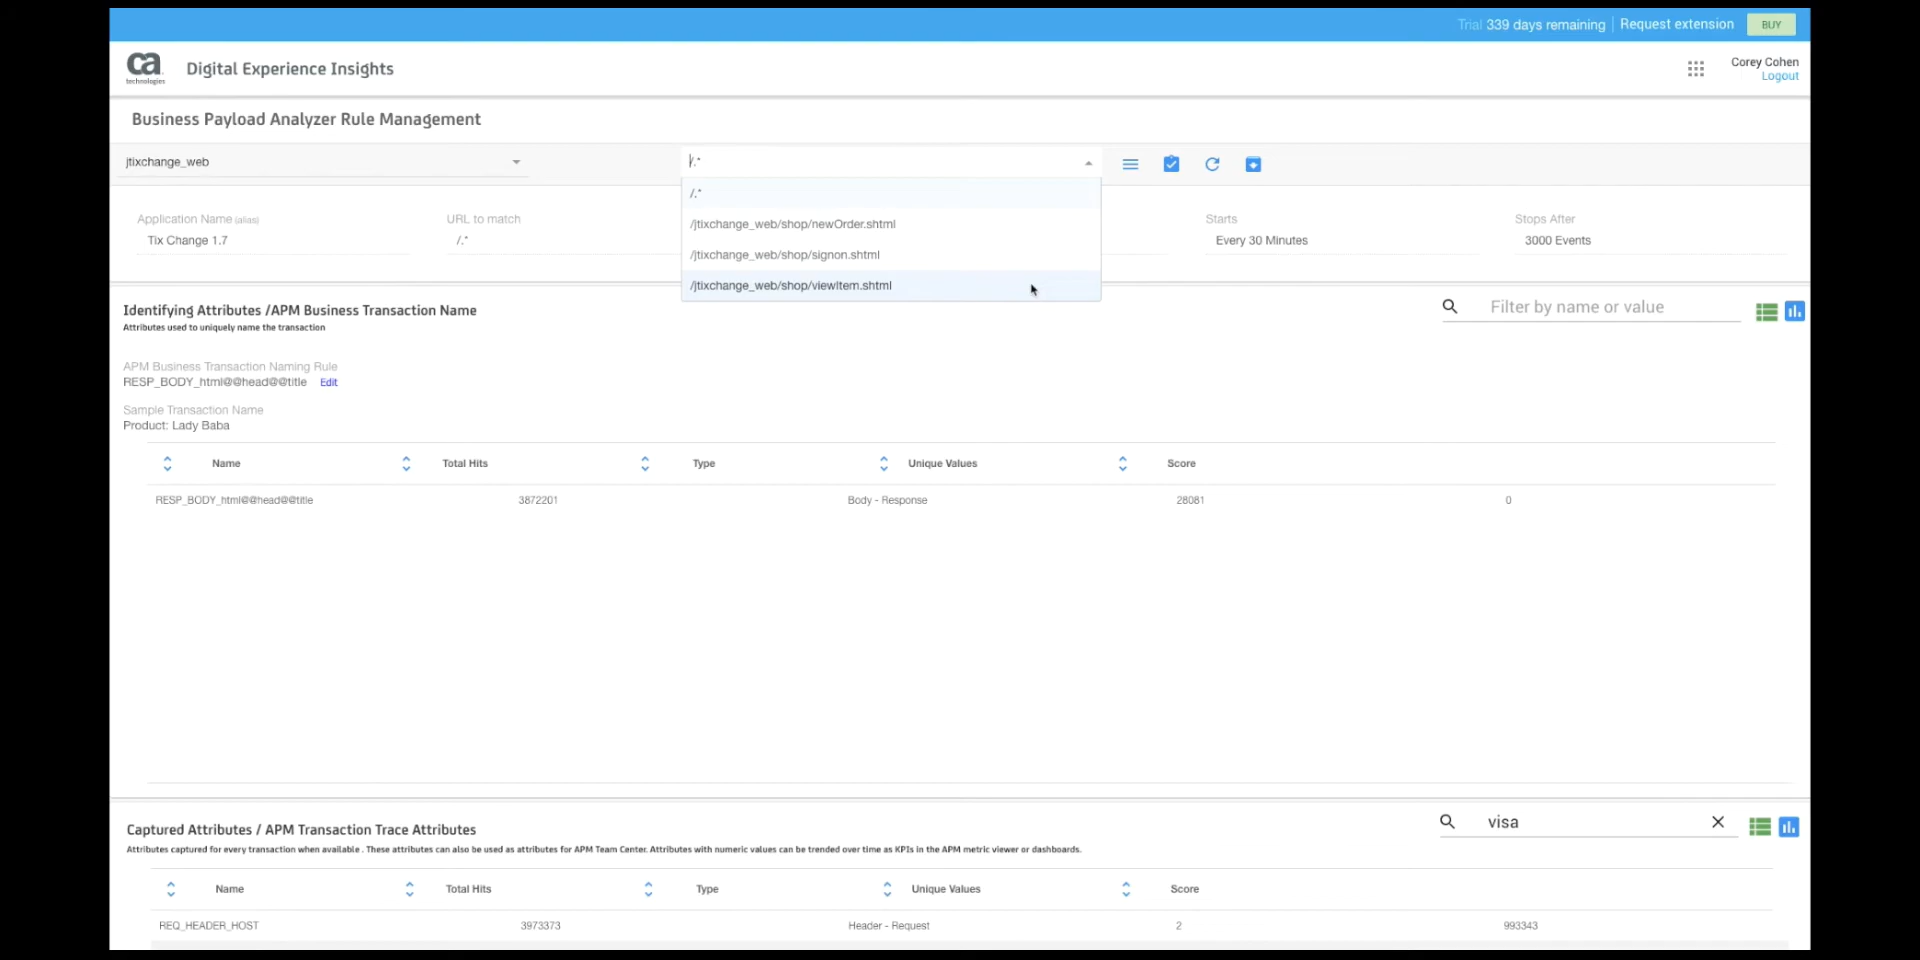 Trial 339 days remaining | Request extension BUY
ca technologies Digital Experience Insights Corey Cohen
Logout
Business Payload Analyzer Rule Management
jtixchange_web /.*
/.*
/jtixchange_web/shop/newOrder.shtml
/jtixchange_web/shop/signon.shtml
/jtixchange_web/shop/viewItem.shtml
Application Name (alias) URL to match Starts Stops After
Tix Change 1.7 /.* Every 30 Minutes 3000 Events
Identifying Attributes /APM Business Transaction Name Filter by name or value
Attributes used to uniquely name the transaction
APM Business Transaction Naming Rule
RESP_BODY_html@@head@@title Edit
Sample Transaction Name
Product: Lady Baba
Name Total Hits Type Unique Values Score
RESP_BODY_html@@head@@title 3872201 Body - Response 28081 0
Captured Attributes / APM Transaction Trace Attributes visa
Attributes captured for every transaction when available . These attributes can also be used as attributes for APM Team Center. Attributes with numeric values can be trended over time as KPIs in the APM metric viewer or dashboards.
Name Total Hits Type Unique Values Score
REQ_HEADER_HOST 3973373 Header - Request 2 993343